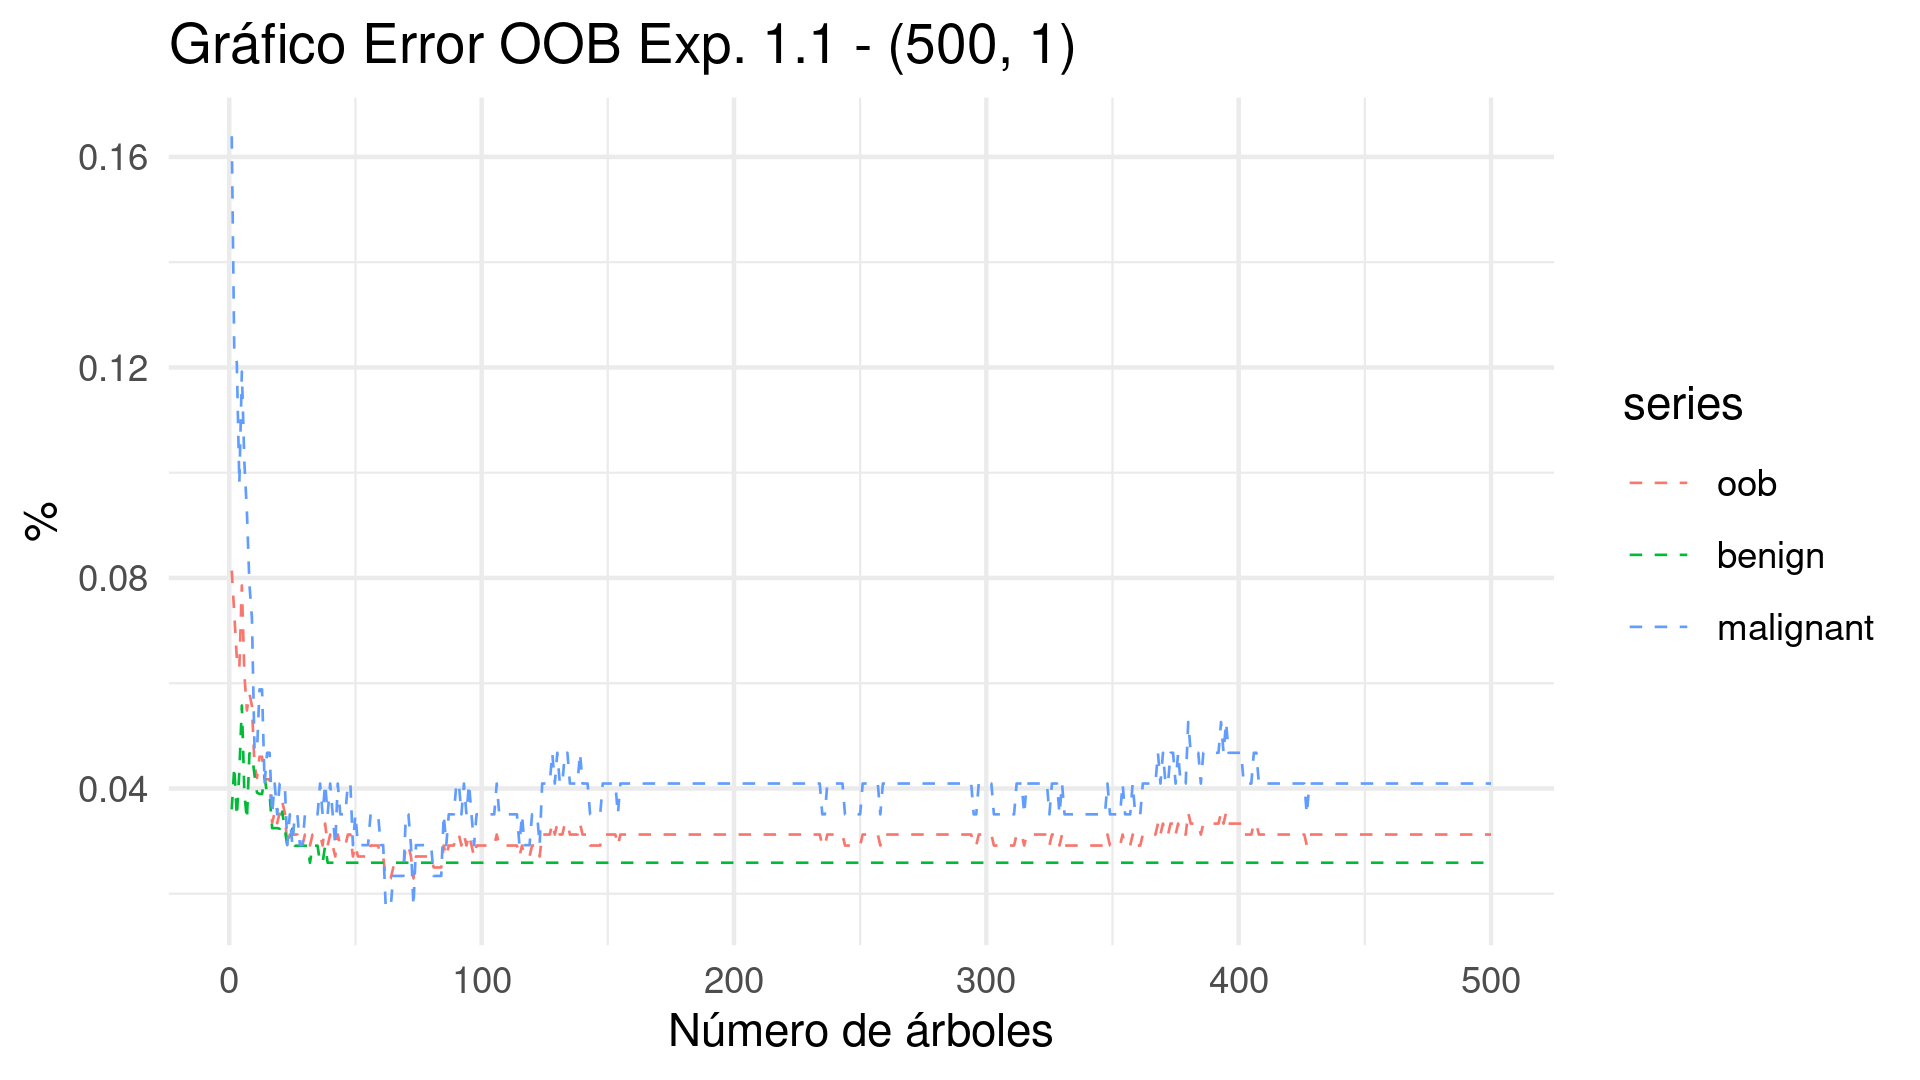 Gráfico Error OOB Exp. 1.1 - (500, 1)
0.16
0.12
0.08
0.04
%
0 100 200 300 400 500
Número de árboles
series
oob
benign
malignant